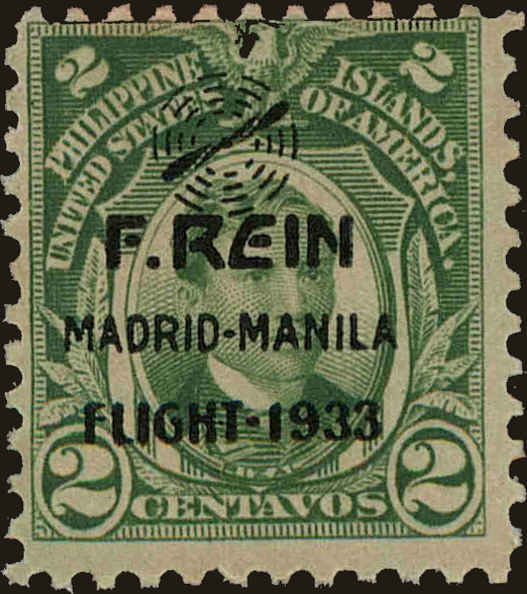 2 2
PHILIPPINE ISLANDS,
UNITED STATES OF AMERICA.
F.REIN
MADRID-MANILA
FLIGHT-1933
2 CENTAVOS 2